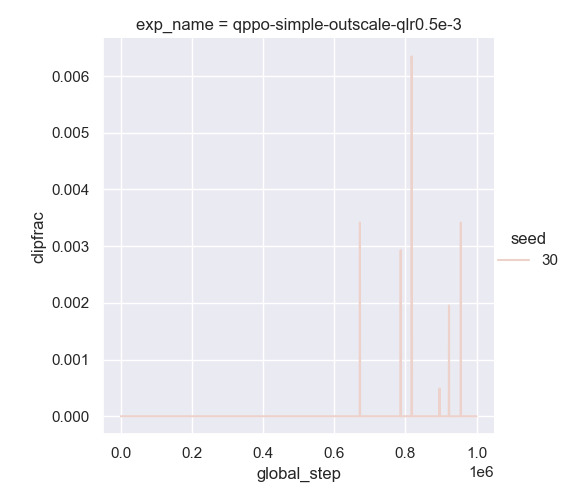 exp_name = qppo-simple-outscale-qlr0.5e-3
0.006
0.005
0.004
0.003
0.002
0.001
0.000
clipfrac
0.0 0.2 0.4 0.6 0.8 1.0
1e6
global_step
seed
30